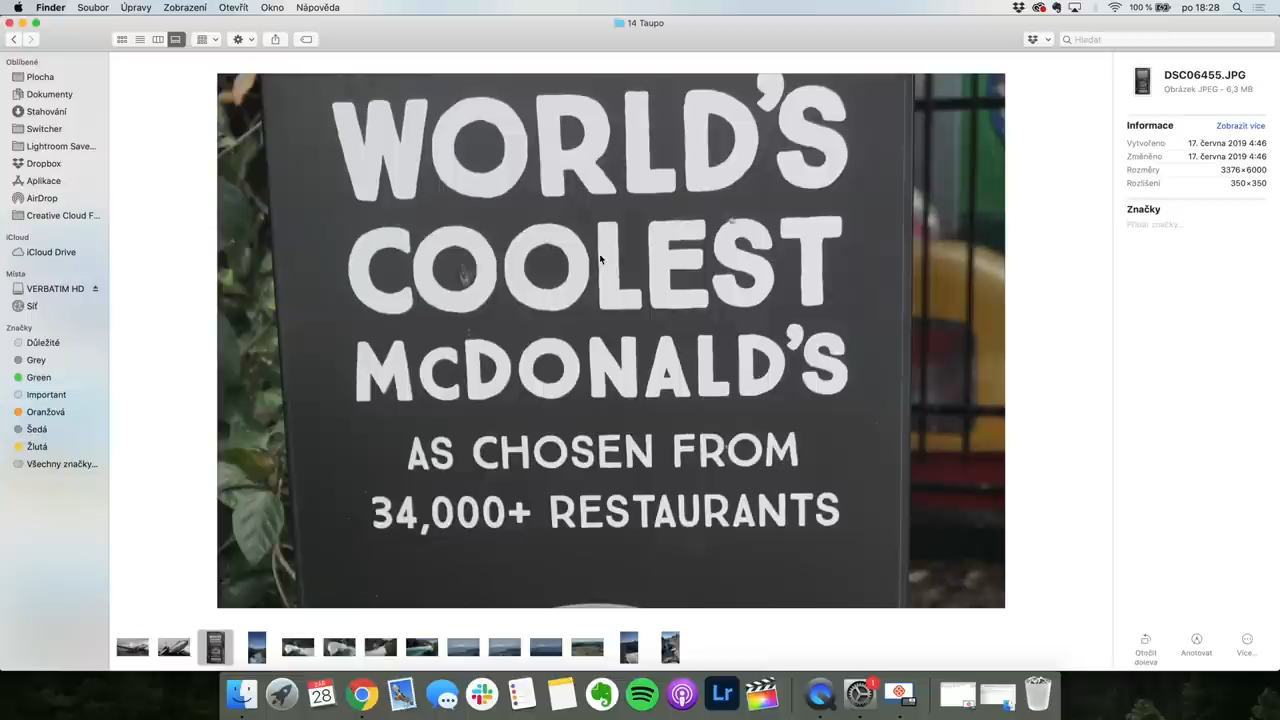 Finder Soubor Úpravy Zobrazení Otevřít Okno Nápověda 100 % po 18:28
14 Taupo
Hledat
Oblíbené
Plocha
Dokumenty
Stahování
Switcher
Lightroom Save...
Dropbox
Aplikace
AirDrop
Creative Cloud F...
iCloud
iCloud Drive
Místa
VERBATIM HD
Síť
Značky
Důležité
Grey
Green
Important
Oranžová
Šedá
Žlutá
Všechny značky...
WORLD'S
COOLEST
McDONALD'S
AS CHOSEN FROM
34,000+ RESTAURANTS
DSC06455.JPG
Obrázek JPEG - 6,3 MB
Informace Zobrazit více
Vytvořeno 17. června 2019 4:46
Změněno 17. června 2019 4:46
Rozměry 3376×6000
Rozlišení 350×350
Značky
Přidat značky...
Otočit doleva
Anotovat
Více...
ZÁŘ
28
Lr
1